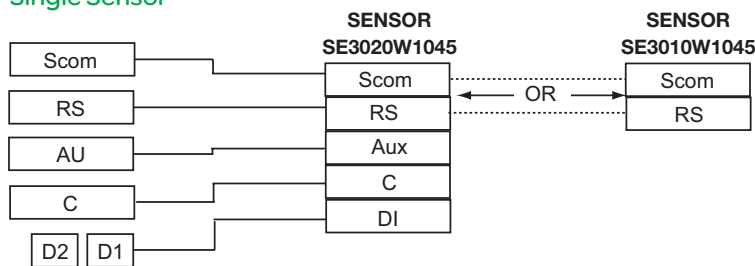 Single Sensor
SENSOR
SE3020W1045
SENSOR
SE3010W1045
Scom
RS
AU
C
D2 D1
Scom
RS
Aux
C
DI
OR
Scom
RS